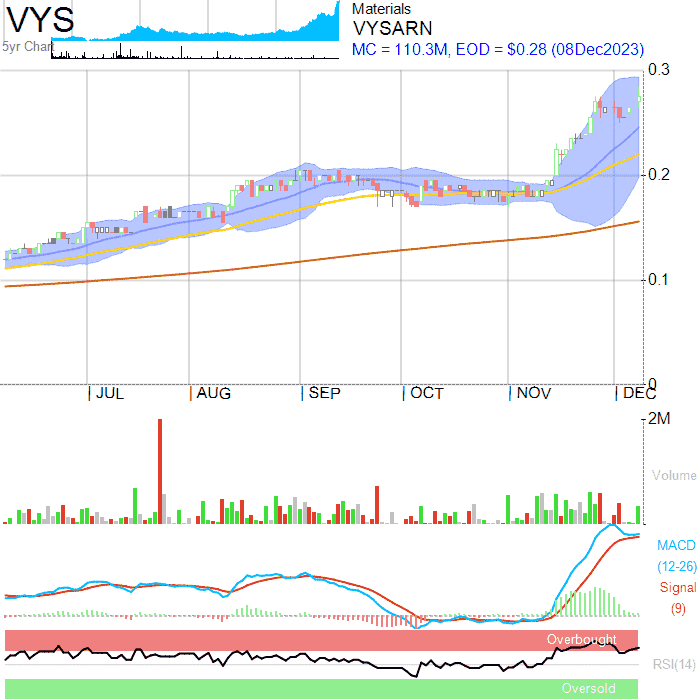 VYS
5yr Chart
Materials
VYSARN
MC = 110.3M, EOD = $0.28 (08Dec2023)
0.3
0.2
0.1
0
JUL AUG SEP OCT NOV DEC
2M
Volume
MACD
(12-26)
Signal
(9)
Overbought
RSI(14)
Oversold